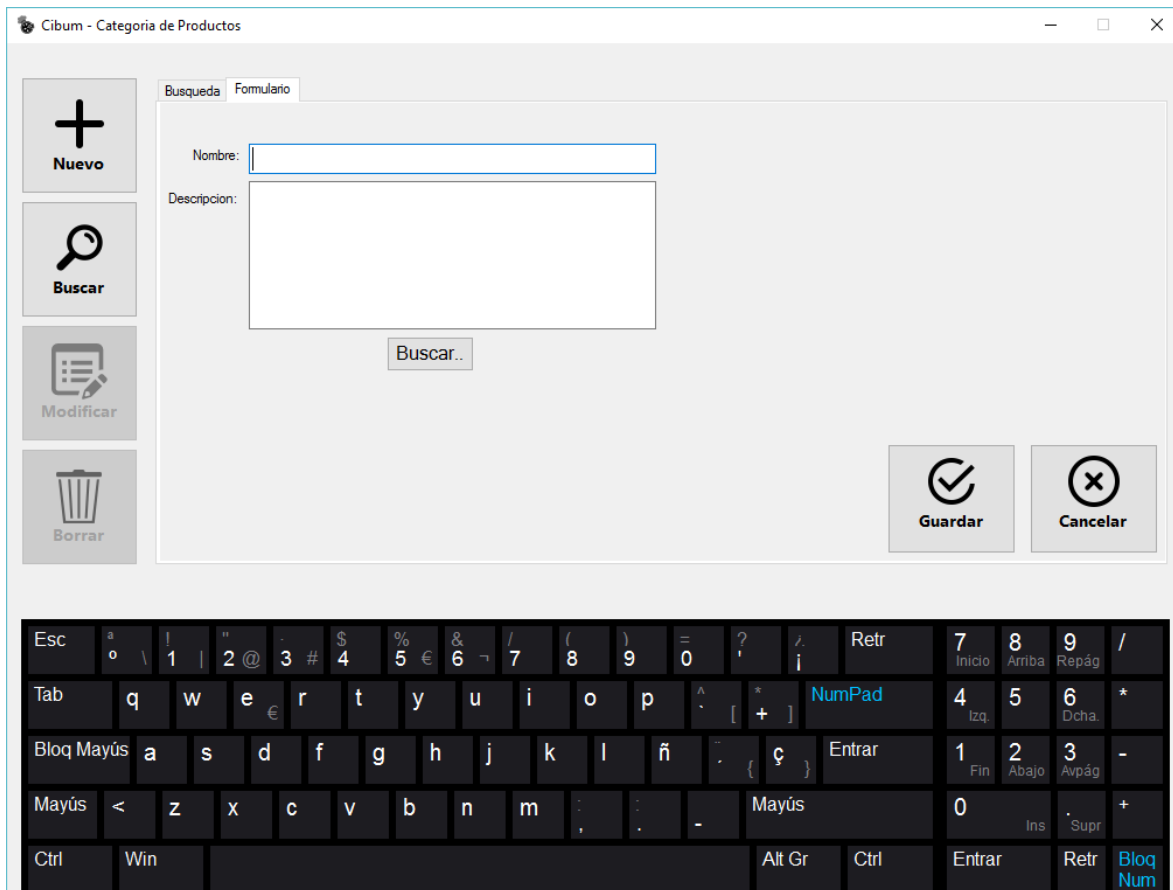 Cibum - Categoria de Productos
Busqueda Formulario
Nuevo
Nombre:
Descripcion:
Buscar
Buscar..
Modificar
Guardar Cancelar
Borrar
Esc ª º \ ! 1 | " 2 @ · 3 # $ 4 % 5 € & 6 ¬ / 7 ( 8 ) 9 = 0 ? ' ¿ ¡ Retr 7 Inicio 8 Arriba 9 Repág /
Tab q w e € r t y u i o p ^ ` [ * + ] NumPad 4 Izq. 5 6 Dcha. *
Bloq Mayús a s d f g h j k l ñ ¨ ´ { ç } Entrar 1 Fin 2 Abajo 3 Avpág -
Mayús < z x c v b n m ; , : . - Mayús 0 Ins . Supr +
Ctrl Win Alt Gr Ctrl Entrar Retr Bloq Num